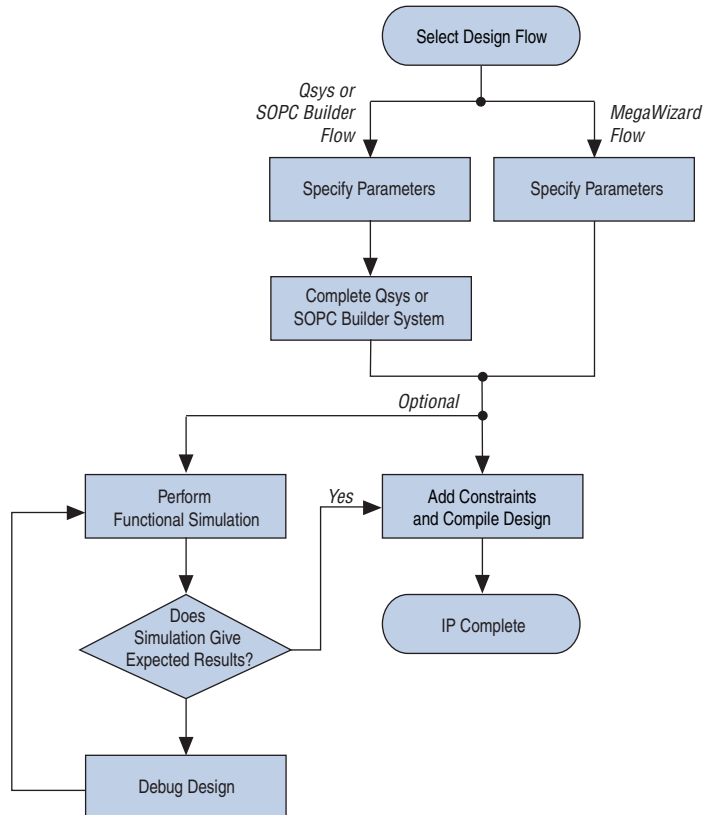 Select Design Flow
Qsys or
SOPC Builder
Flow
MegaWizard
Flow
Specify Parameters
Specify Parameters
Complete Qsys or
SOPC Builder System
Optional
Perform
Functional Simulation
Yes
Add Constraints
and Compile Design
Does
Simulation Give
Expected Results?
IP Complete
Debug Design